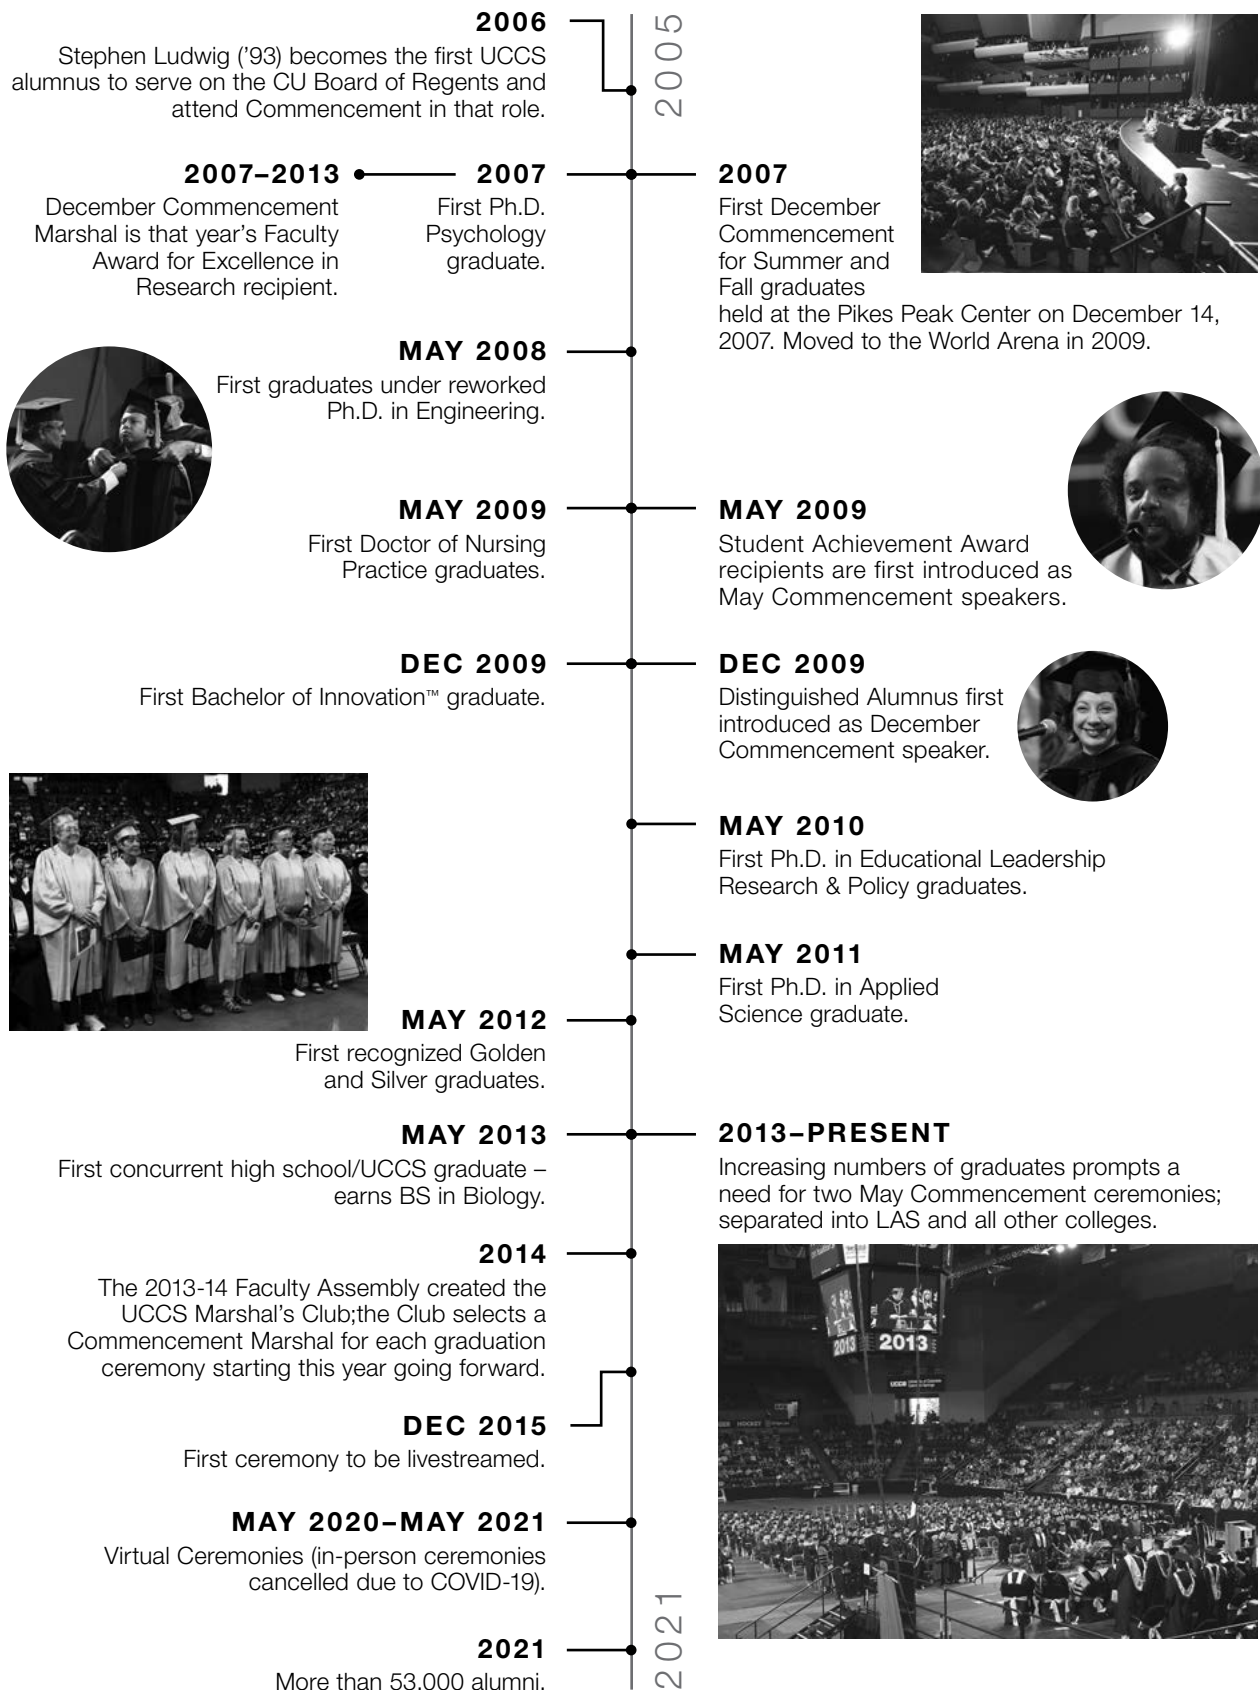 2005
2006
Stephen Ludwig ('93) becomes the first UCCS
alumnus to serve on the CU Board of Regents and
attend Commencement in that role.
2007–2013
December Commencement
Marshal is that year's Faculty
Award for Excellence in
Research recipient.
2007
First Ph.D.
Psychology
graduate.
2007
First December
Commencement
for Summer and
Fall graduates
held at the Pikes Peak Center on December 14,
2007. Moved to the World Arena in 2009.
MAY 2008
First graduates under reworked
Ph.D. in Engineering.
MAY 2009
First Doctor of Nursing
Practice graduates.
MAY 2009
Student Achievement Award
recipients are first introduced as
May Commencement speakers.
DEC 2009
First Bachelor of Innovation™ graduate.
DEC 2009
Distinguished Alumnus first
introduced as December
Commencement speaker.
MAY 2010
First Ph.D. in Educational Leadership
Research & Policy graduates.
MAY 2011
First Ph.D. in Applied
Science graduate.
MAY 2012
First recognized Golden
and Silver graduates.
MAY 2013
First concurrent high school/UCCS graduate –
earns BS in Biology.
2013–PRESENT
Increasing numbers of graduates prompts a
need for two May Commencement ceremonies;
separated into LAS and all other colleges.
2014
The 2013-14 Faculty Assembly created the
UCCS Marshal's Club;the Club selects a
Commencement Marshal for each graduation
ceremony starting this year going forward.
2013
2013
UCCS
HOCKEY
DEC 2015
First ceremony to be livestreamed.
MAY 2020–MAY 2021
Virtual Ceremonies (in-person ceremonies
cancelled due to COVID-19).
2021
More than 53,000 alumni.
2021